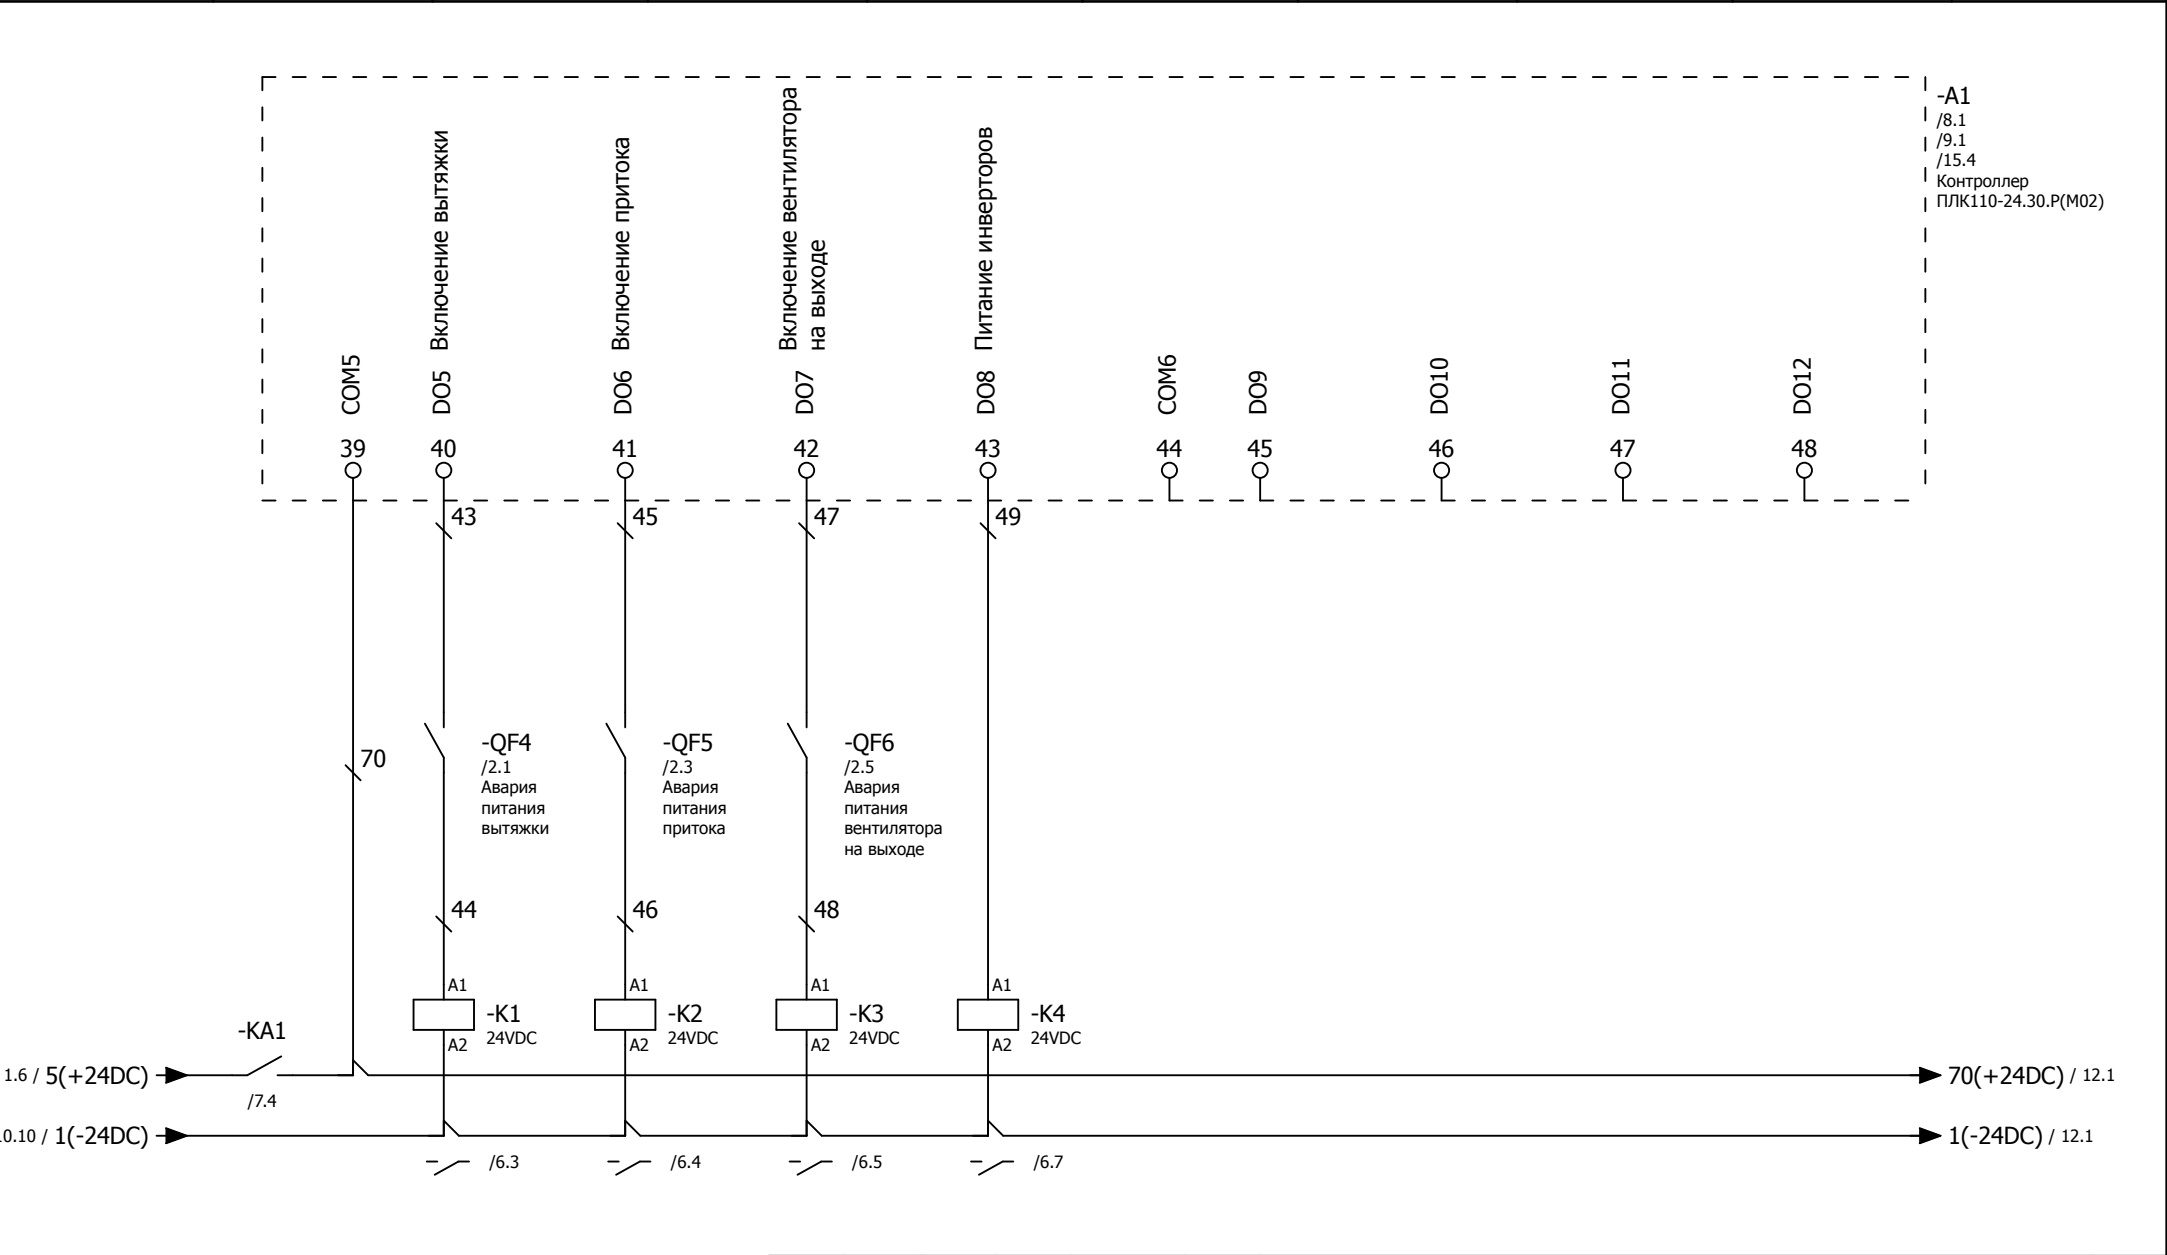 -A1
/8.1
/9.1
/15.4
Контроллер
ПЛК110-24.30.Р(М02)
Включение вытяжки
Включение притока
Включение вентилятора
на выходе
Питание инверторов
COM5
DO5
DO6
DO7
DO8
COM6
DO9
DO10
DO11
DO12
39 40 41 42 43 44 45 46 47 48
43 45 47 49
70
-QF4
/2.1
Авария
питания
вытяжки
-QF5
/2.3
Авария
питания
притока
-QF6
/2.5
Авария
питания
вентилятора
на выходе
44 46 48
A1 A1 A1 A1
-K1 -K2 -K3 -K4
24VDC 24VDC 24VDC 24VDC
A2 A2 A2 A2
-KA1
1.6 / 5(+24DC)
/7.4
70(+24DC) / 12.1
0.10 / 1(-24DC)
1(-24DC) / 12.1
/6.3 /6.4 /6.5 /6.7